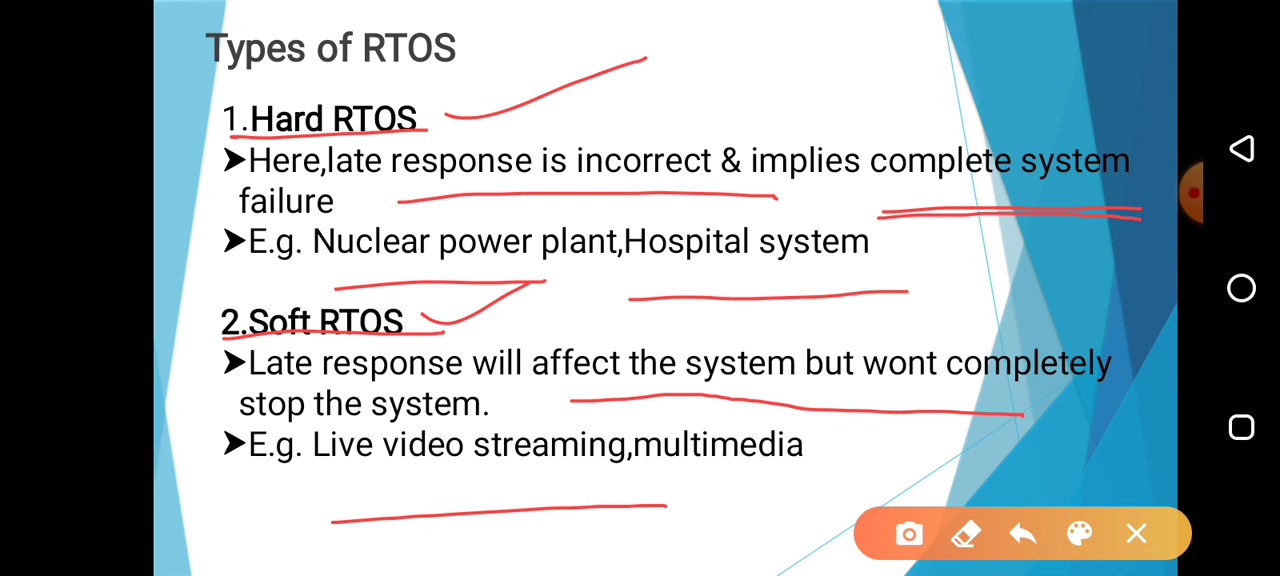 Types of RTOS
1.Hard RTOS
➤Here,late response is incorrect & implies complete system
failure
➤E.g. Nuclear power plant,Hospital system
2.Soft RTOS
➤Late response will affect the system but wont completely
stop the system.
➤E.g. Live video streaming,multimedia